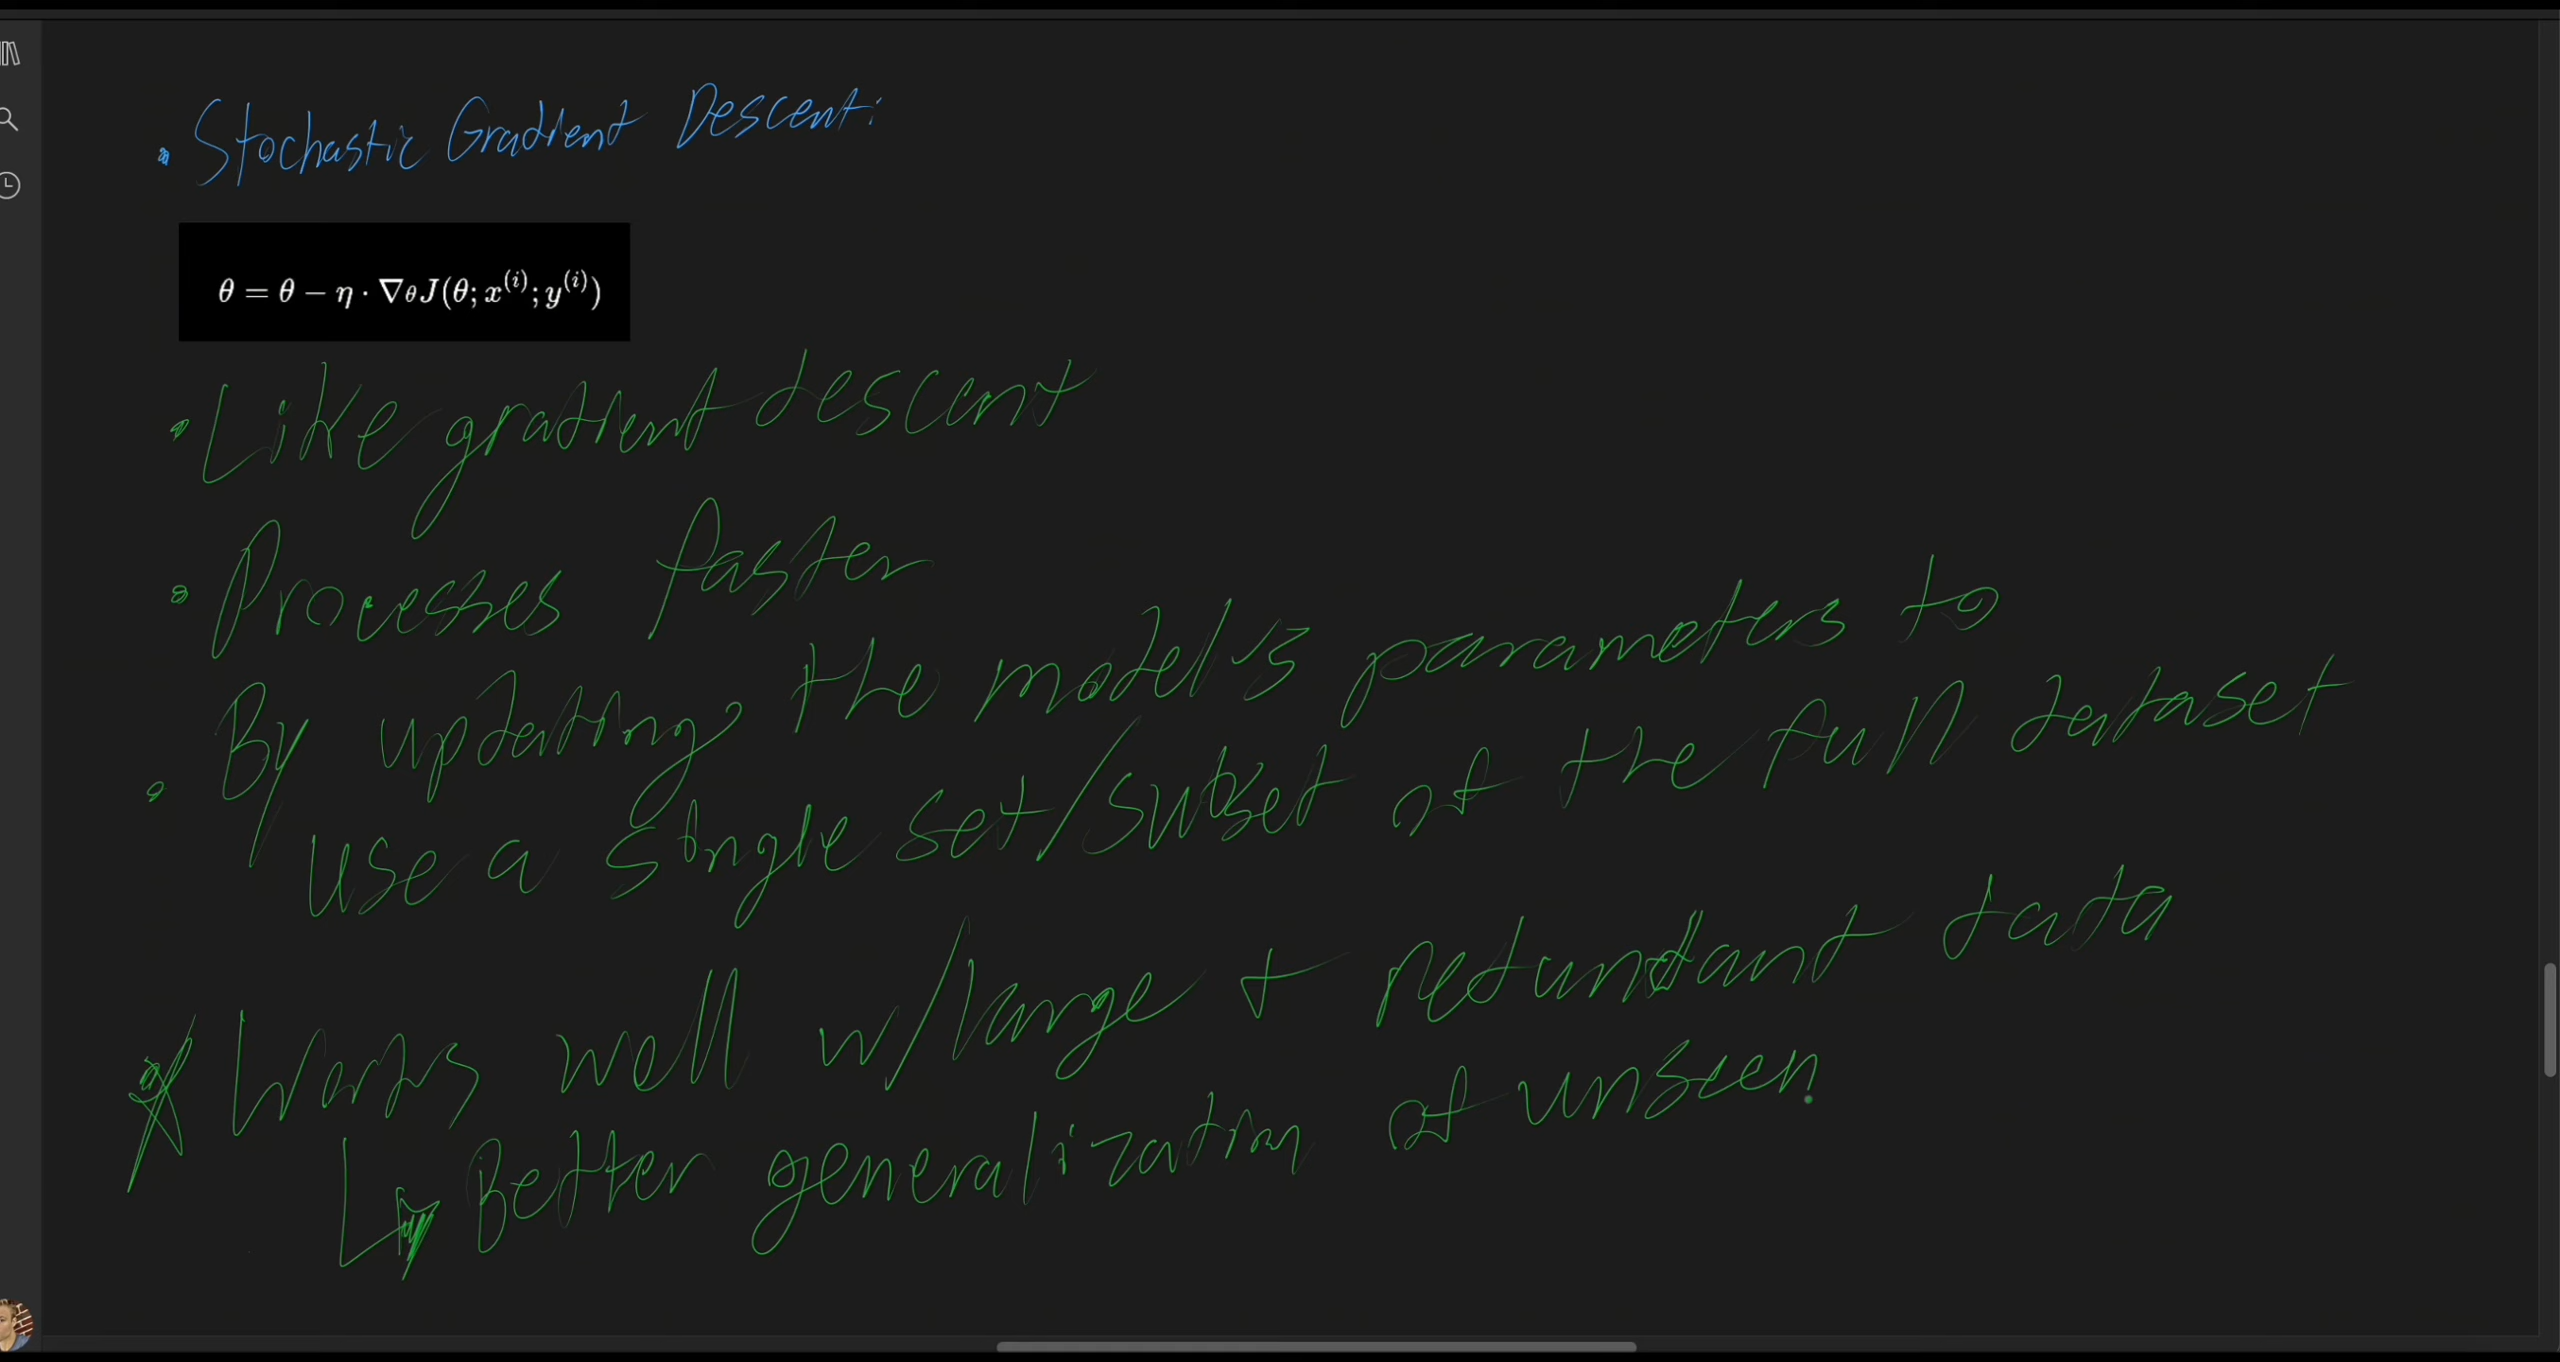 • Stochastic Gradient Descent:
θ = θ − η · ∇θJ(θ; x⁽ⁱ⁾; y⁽ⁱ⁾)
• Like gradient descent
• Processes faster
• By updating the model's parameters to
use a single set/subset of the full dataset
* Works well w/large + redundant data
↳ Better generalization of unseen